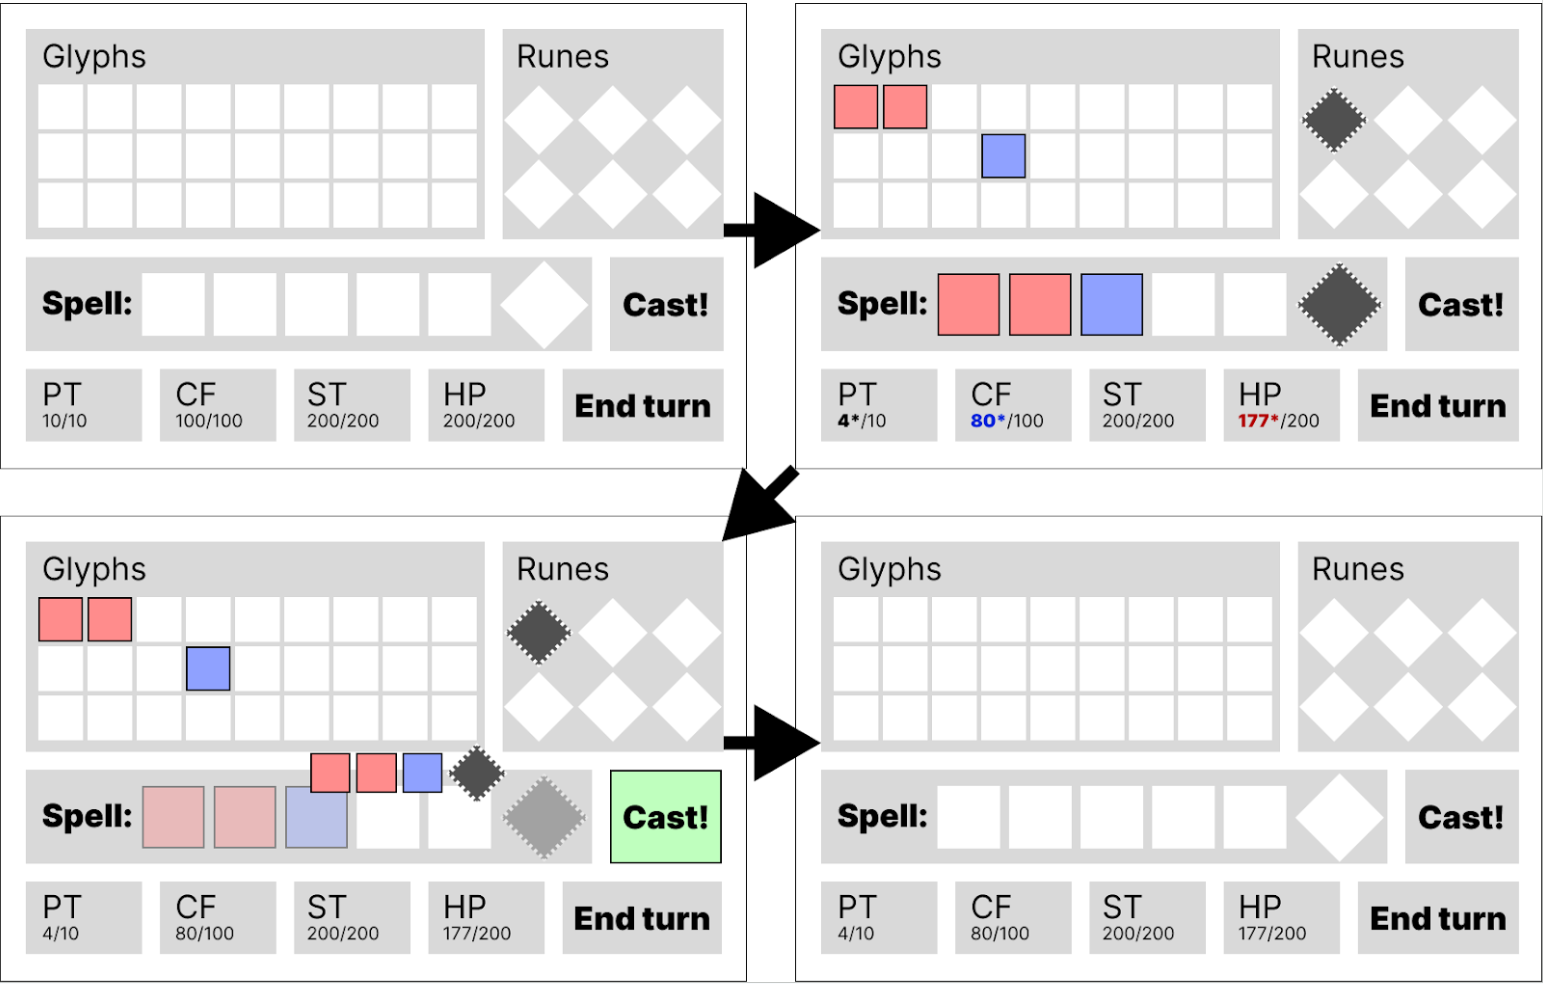 Glyphs
Runes
Spell:
Cast!
PT
10/10
CF
100/100
ST
200/200
HP
200/200
End turn
Glyphs
Runes
Spell:
Cast!
PT
4*/10
CF
80*/100
ST
200/200
HP
177*/200
End turn
Glyphs
Runes
Spell:
Cast!
PT
4/10
CF
80/100
ST
200/200
HP
177/200
End turn
Glyphs
Runes
Spell:
Cast!
PT
4/10
CF
80/100
ST
200/200
HP
177/200
End turn